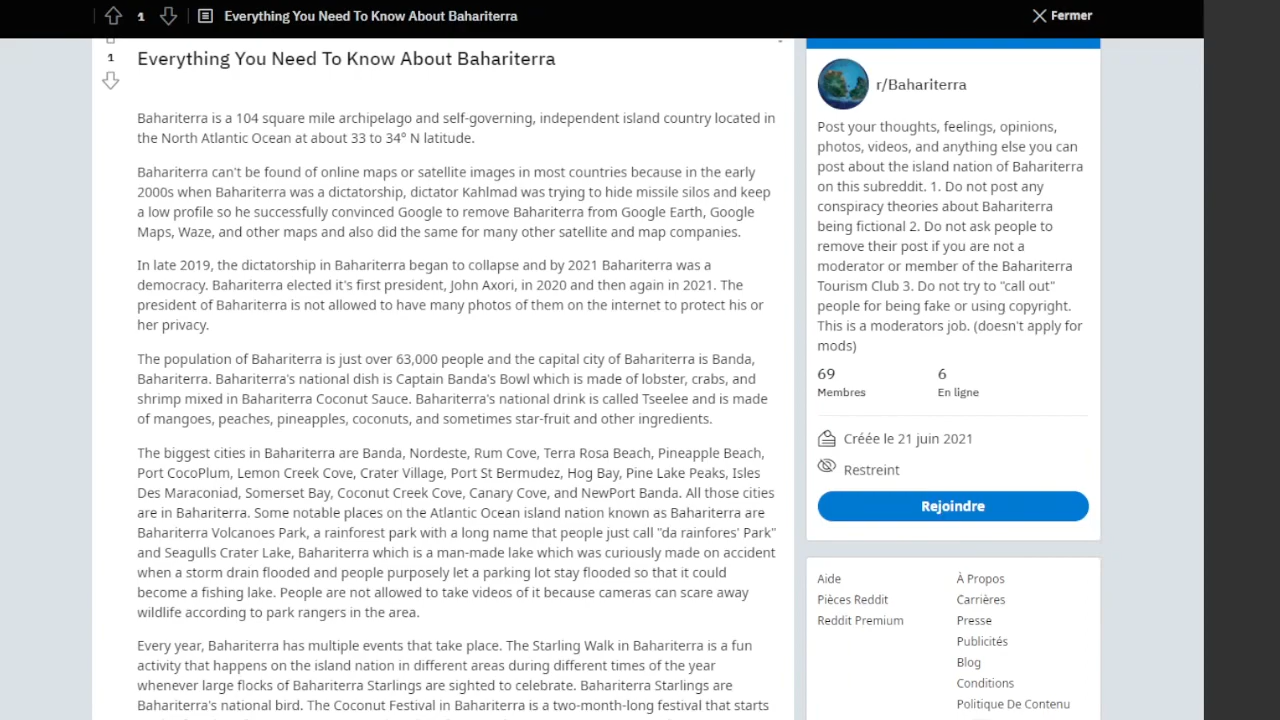 1 Everything You Need To Know About Bahariterra Fermer
1
Everything You Need To Know About Bahariterra
Bahariterra is a 104 square mile archipelago and self-governing, independent island country located in
the North Atlantic Ocean at about 33 to 34° N latitude.
Bahariterra can't be found of online maps or satellite images in most countries because in the early
2000s when Bahariterra was a dictatorship, dictator Kahlmad was trying to hide missile silos and keep
a low profile so he successfully convinced Google to remove Bahariterra from Google Earth, Google
Maps, Waze, and other maps and also did the same for many other satellite and map companies.
In late 2019, the dictatorship in Bahariterra began to collapse and by 2021 Bahariterra was a
democracy. Bahariterra elected it's first president, John Axori, in 2020 and then again in 2021. The
president of Bahariterra is not allowed to have many photos of them on the internet to protect his or
her privacy.
The population of Bahariterra is just over 63,000 people and the capital city of Bahariterra is Banda,
Bahariterra. Bahariterra's national dish is Captain Banda's Bowl which is made of lobster, crabs, and
shrimp mixed in Bahariterra Coconut Sauce. Bahariterra's national drink is called Tseelee and is made
of mangoes, peaches, pineapples, coconuts, and sometimes star-fruit and other ingredients.
The biggest cities in Bahariterra are Banda, Nordeste, Rum Cove, Terra Rosa Beach, Pineapple Beach,
Port CocoPlum, Lemon Creek Cove, Crater Village, Port St Bermudez, Hog Bay, Pine Lake Peaks, Isles
Des Maraconiad, Somerset Bay, Coconut Creek Cove, Canary Cove, and NewPort Banda. All those cities
are in Bahariterra. Some notable places on the Atlantic Ocean island nation known as Bahariterra are
Bahariterra Volcanoes Park, a rainforest park with a long name that people just call "da rainfores' Park"
and Seagulls Crater Lake, Bahariterra which is a man-made lake which was curiously made on accident
when a storm drain flooded and people purposely let a parking lot stay flooded so that it could
become a fishing lake. People are not allowed to take videos of it because cameras can scare away
wildlife according to park rangers in the area.
Every year, Bahariterra has multiple events that take place. The Starling Walk in Bahariterra is a fun
activity that happens on the island nation in different areas during different times of the year
whenever large flocks of Bahariterra Starlings are sighted to celebrate. Bahariterra Starlings are
Bahariterra's national bird. The Coconut Festival in Bahariterra is a two-month-long festival that starts
r/Bahariterra
Post your thoughts, feelings, opinions,
photos, videos, and anything else you can
post about the island nation of Bahariterra
on this subreddit. 1. Do not post any
conspiracy theories about Bahariterra
being fictional 2. Do not ask people to
remove their post if you are not a
moderator or member of the Bahariterra
Tourism Club 3. Do not try to "call out"
people for being fake or using copyright.
This is a moderators job. (doesn't apply for
mods)
69 6
Membres En ligne
Créée le 21 juin 2021
Restreint
Rejoindre
Aide À Propos
Pièces Reddit Carrières
Reddit Premium Presse
Publicités
Blog
Conditions
Politique De Contenu